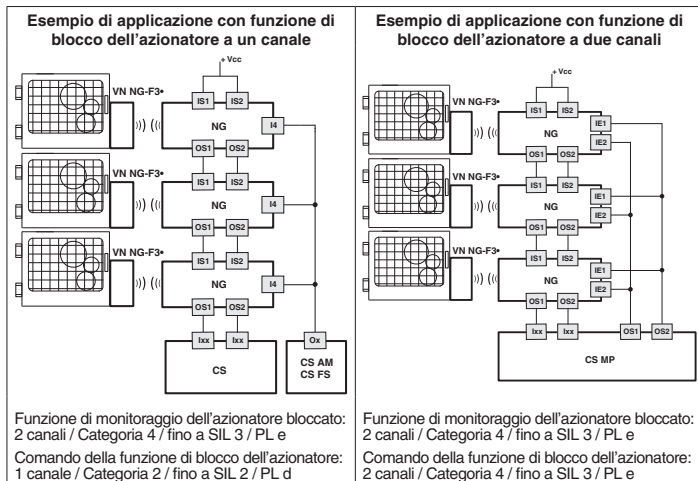 Esempio di applicazione con funzione di
blocco dell'azionatore a un canale
+ Vcc
VN NG-F3•
IS1
IS2
NG
I4
OS1
OS2
VN NG-F3•
IS1
IS2
NG
I4
OS1
OS2
VN NG-F3•
IS1
IS2
NG
I4
OS1
OS2
Ixx
Ixx
Ox
CS
CS AM
CS FS
Funzione di monitoraggio dell'azionatore bloccato:
2 canali / Categoria 4 / fino a SIL 3 / PL e
Comando della funzione di blocco dell'azionatore:
1 canale / Categoria 2 / fino a SIL 2 / PL d
Esempio di applicazione con funzione di
blocco dell'azionatore a due canali
+ Vcc
VN NG-F3•
IS1
IS2
IE1
NG
IE2
OS1
OS2
VN NG-F3•
IS1
IS2
IE1
NG
IE2
OS1
OS2
VN NG-F3•
IS1
IS2
IE1
NG
IE2
OS1
OS2
Ixx
Ixx
OS1
OS2
CS MP
Funzione di monitoraggio dell'azionatore bloccato:
2 canali / Categoria 4 / fino a SIL 3 / PL e
Comando della funzione di blocco dell'azionatore:
2 canali / Categoria 4 / fino a SIL 3 / PL e